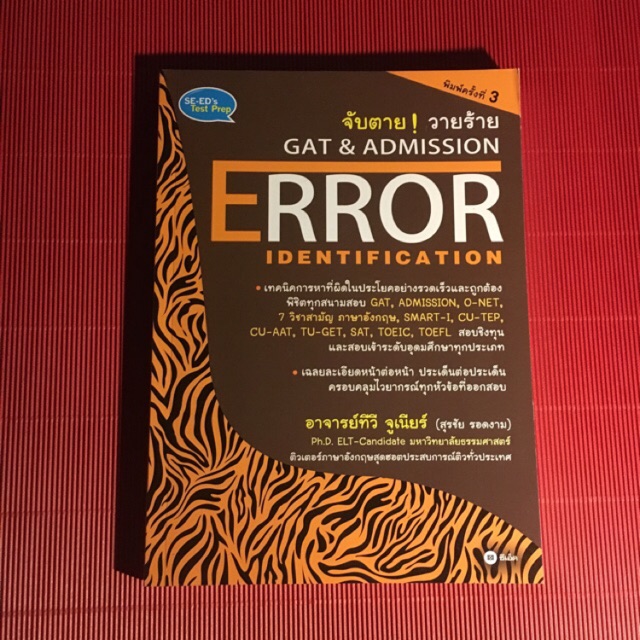 SE-ED's
Test Prep
พิมพ์ครั้งที่ 3
จับตาย! วายร้าย
GAT & ADMISSION
ERROR
IDENTIFICATION
• เทคนิคการหาที่ผิดในประโยคอย่างรวดเร็วและถูกต้อง
พิชิตทุกสนามสอบ GAT, ADMISSION, O-NET,
7 วิชาสามัญ ภาษาอังกฤษ, SMART-I, CU-TEP,
CU-AAT, TU-GET, SAT, TOEIC, TOEFL สอบชิงทุน
และสอบเข้าระดับอุดมศึกษาทุกประเภท
• เฉลยละเอียดหน้าต่อหน้า ประเด็นต่อประเด็น
ครอบคลุมไวยากรณ์ทุกหัวข้อที่ออกสอบ
อาจารย์ทีวี จูเนียร์ (สุรชัย รอดงาม)
Ph.D. ELT-Candidate มหาวิทยาลัยธรรมศาสตร์
ติวเตอร์ภาษาอังกฤษสุดฮอตประสบการณ์ติวทั่วประเทศ
ซีเอ็ด